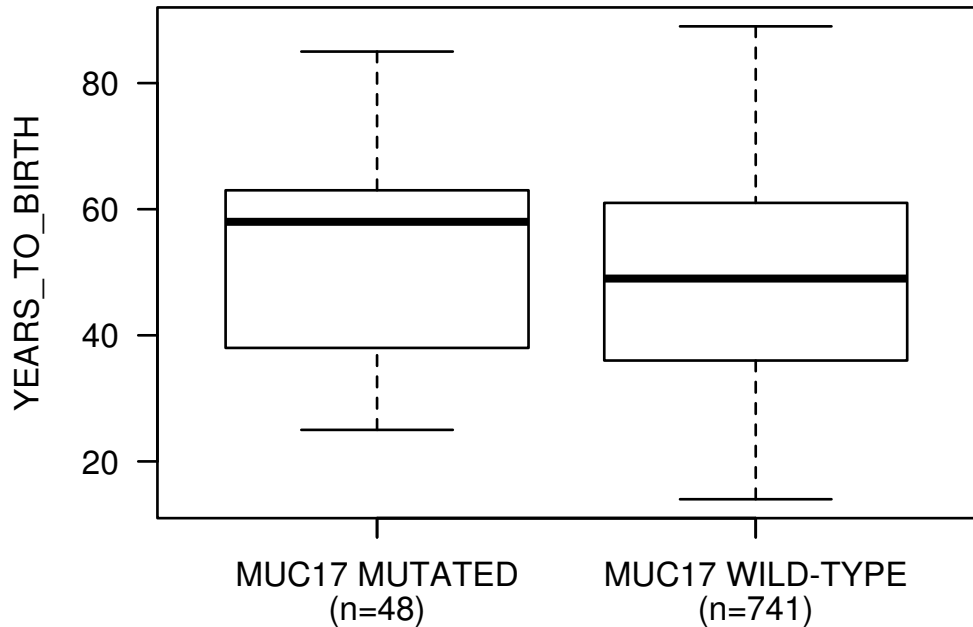 YEARS_TO_BIRTH
80
60
40
20
MUC17 MUTATED
(n=48)
MUC17 WILD-TYPE
(n=741)